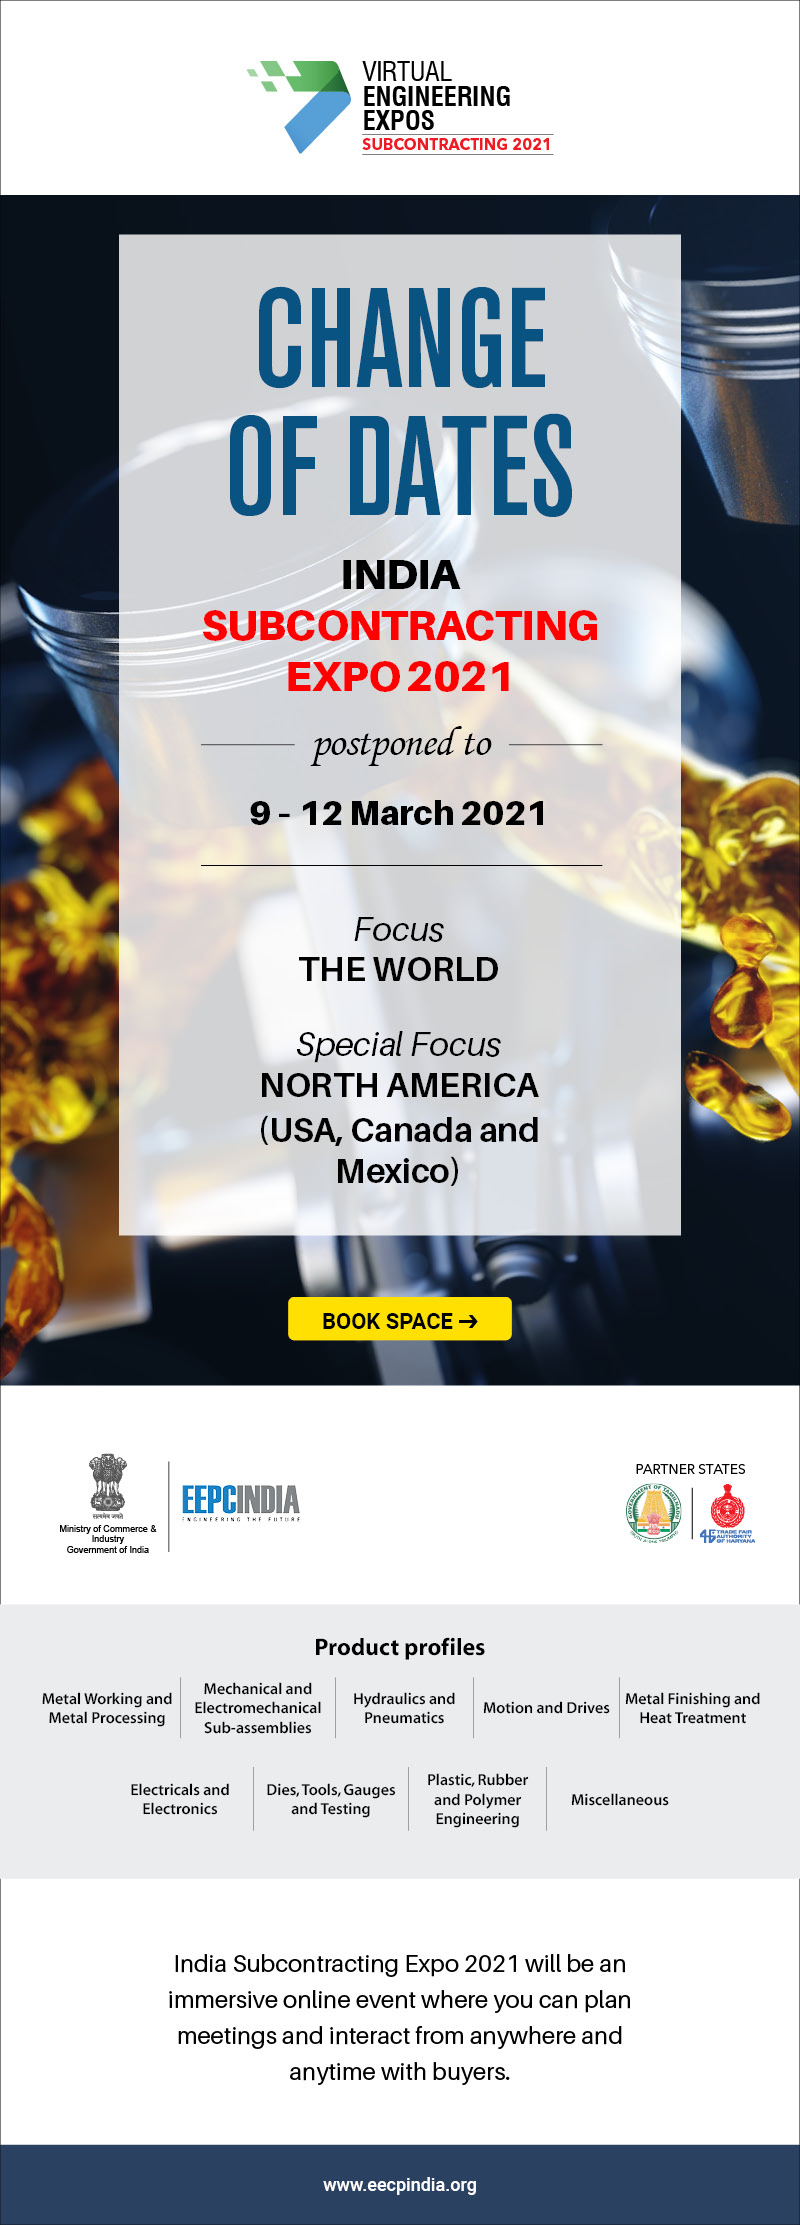 VIRTUAL
ENGINEERING
EXPOS
SUBCONTRACTING 2021
CHANGE
OF DATES
INDIA
SUBCONTRACTING
EXPO 2021
postponed to
9 – 12 March 2021
Focus
THE WORLD
Special Focus
NORTH AMERICA
(USA, Canada and
Mexico)
BOOK SPACE →
सत्यमेव जयते
Ministry of Commerce &
Industry
Government of India
EEPCINDIA
ENGINEERING THE FUTURE
PARTNER STATES
GOVERNMENT OF TAMILNADU
TRUTH ALONE TRIUMPHS
TRADE FAIR
AUTHORITY
OF HARYANA
Product profiles
Metal Working and
Metal Processing
Mechanical and
Electromechanical
Sub-assemblies
Hydraulics and
Pneumatics
Motion and Drives
Metal Finishing and
Heat Treatment
Electricals and
Electronics
Dies, Tools, Gauges
and Testing
Plastic, Rubber
and Polymer
Engineering
Miscellaneous
India Subcontracting Expo 2021 will be an
immersive online event where you can plan
meetings and interact from anywhere and
anytime with buyers.
www.eecpindia.org